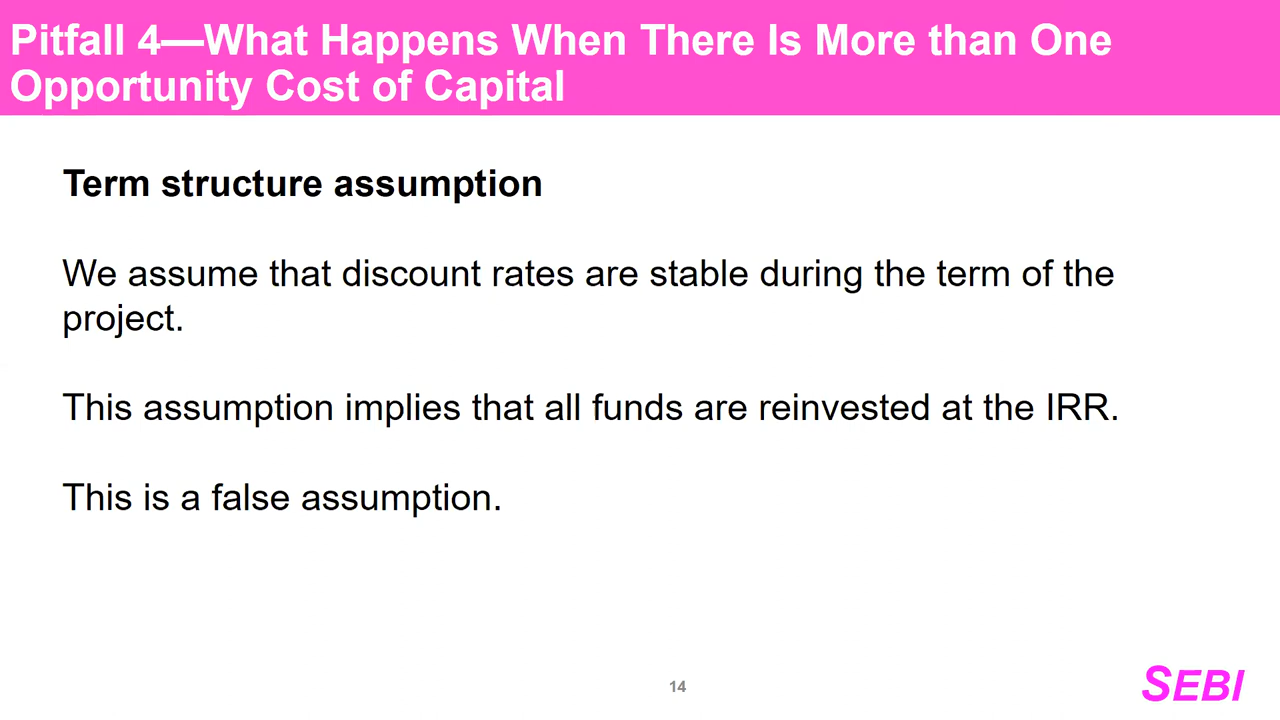 Pitfall 4—What Happens When There Is More than One
Opportunity Cost of Capital
Term structure assumption
We assume that discount rates are stable during the term of the
project.
This assumption implies that all funds are reinvested at the IRR.
This is a false assumption.
14
SEBI